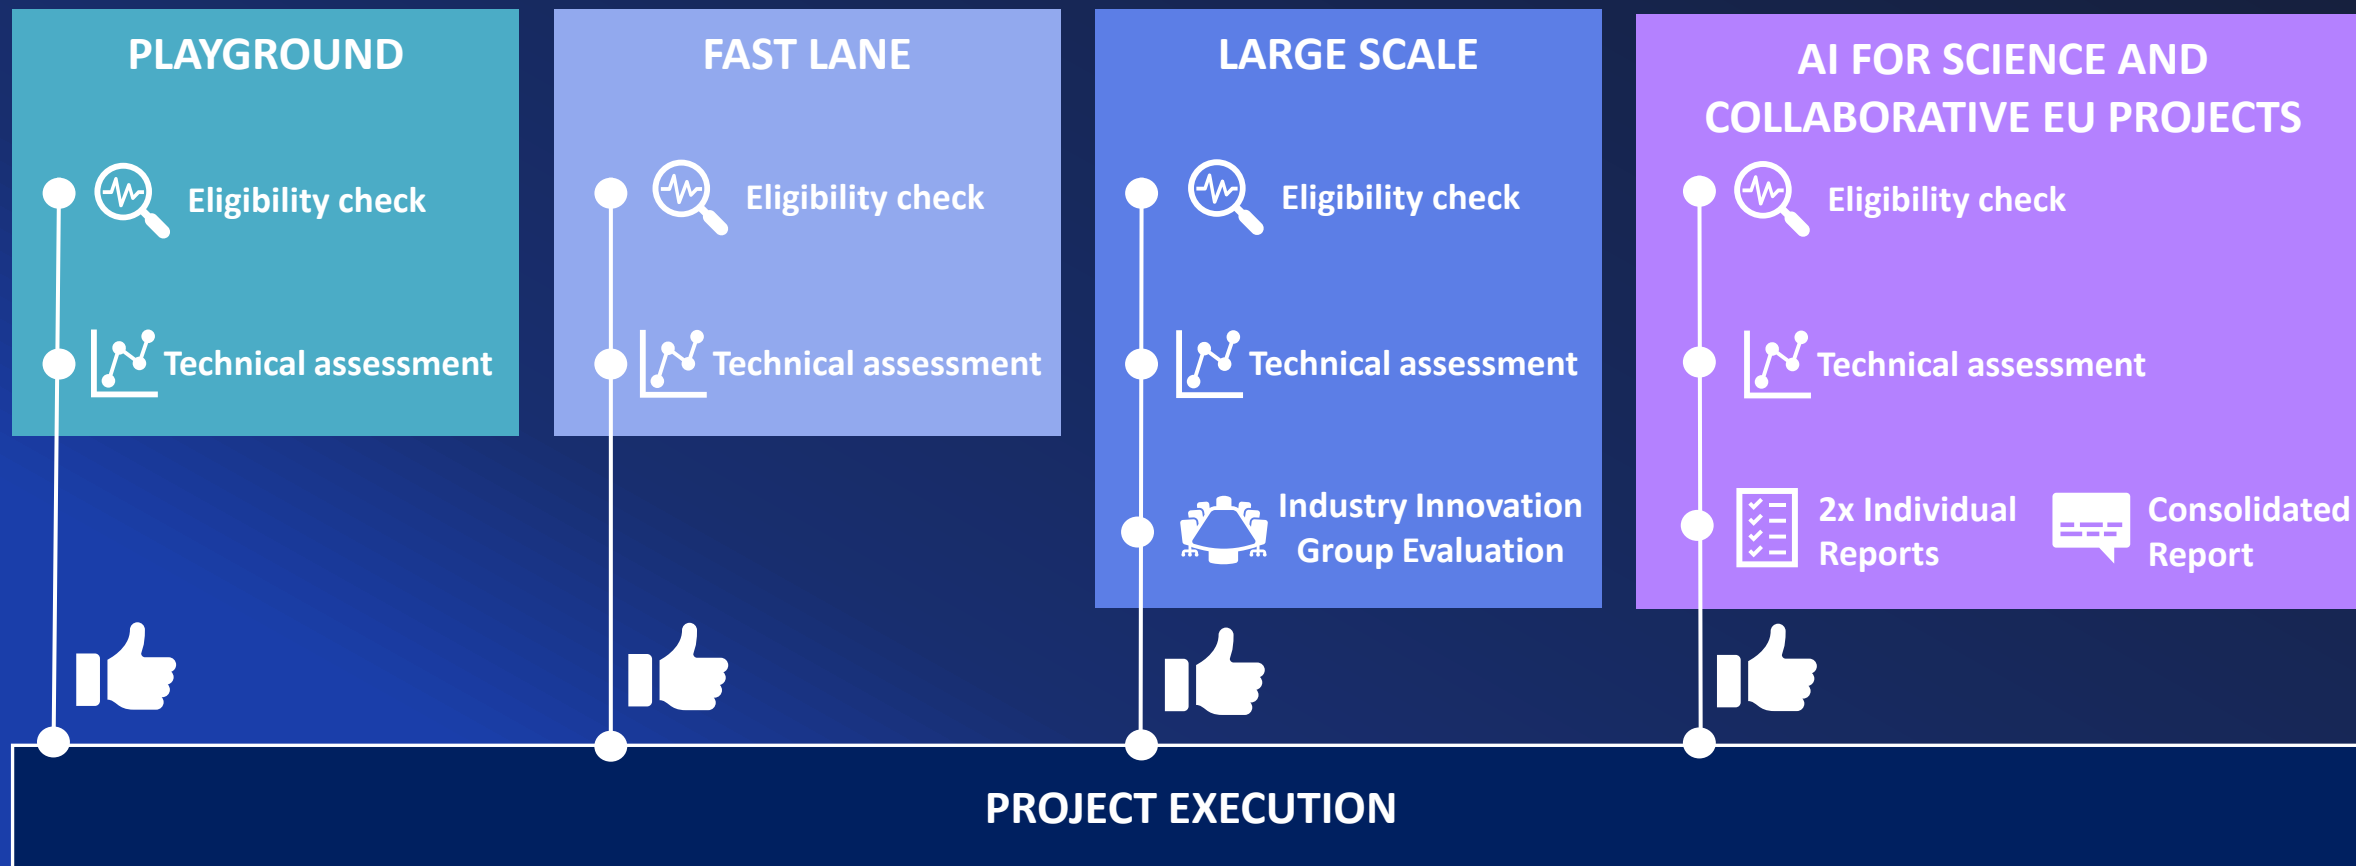 PLAYGROUND
Eligibility check
Technical assessment
FAST LANE
Eligibility check
Technical assessment
LARGE SCALE
Eligibility check
Technical assessment
Industry Innovation
Group Evaluation
AI FOR SCIENCE AND
COLLABORATIVE EU PROJECTS
Eligibility check
Technical assessment
2x Individual
Reports
Consolidated
Report
PROJECT EXECUTION